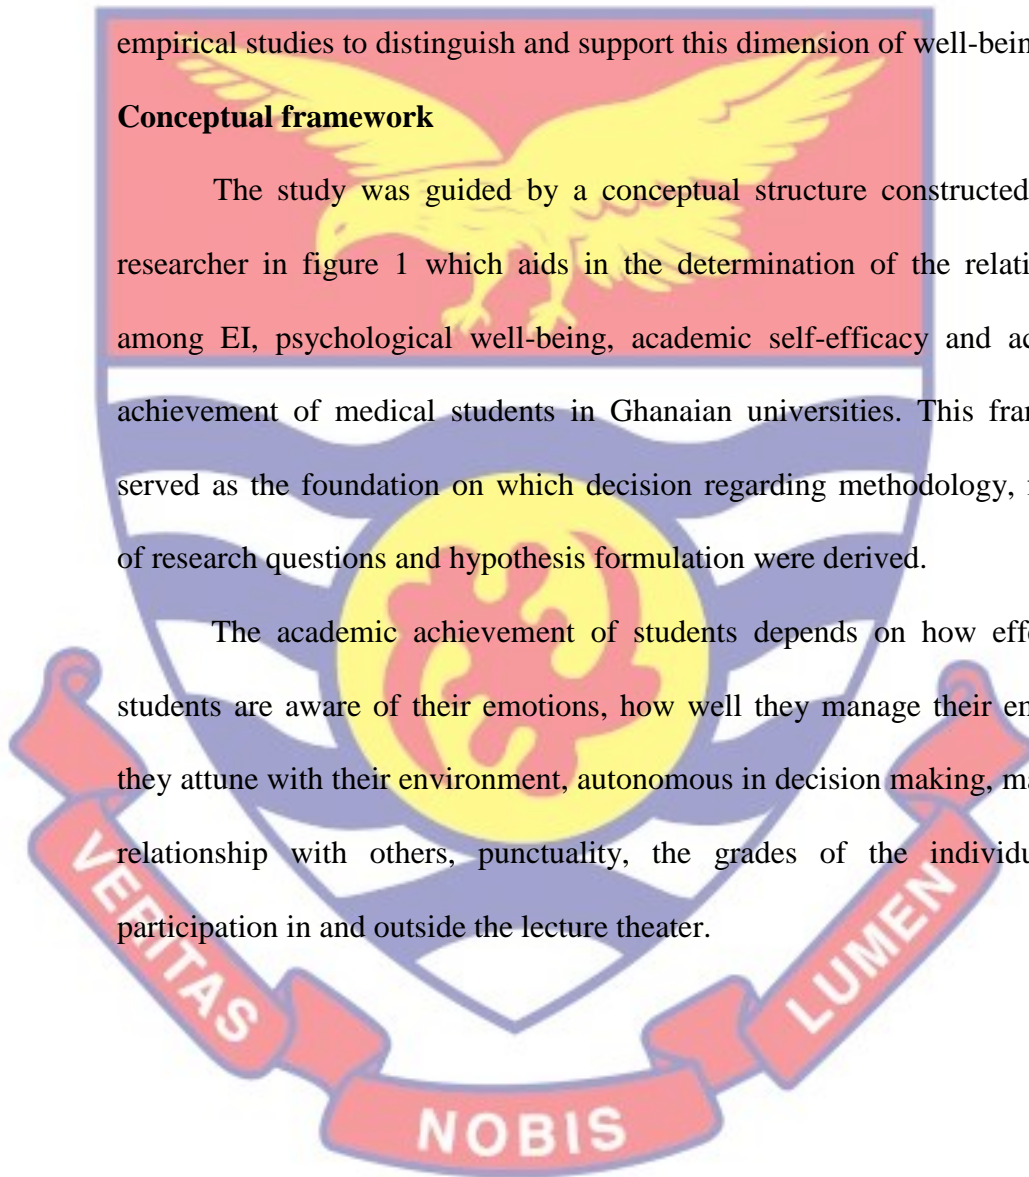 empirical studies to distinguish and support this dimension of well-bein
Conceptual framework
The study was guided by a conceptual structure constructed
researcher in figure 1 which aids in the determination of the relati
among EI, psychological well-being, academic self-efficacy and ac
achievement of medical students in Ghanaian universities. This fram
served as the foundation on which decision regarding methodology,
of research questions and hypothesis formulation were derived.
The academic achievement of students depends on how effe
students are aware of their emotions, how well they manage their em
they attune with their environment, autonomous in decision making, ma
relationship with others, punctuality, the grades of the individu
participation in and outside the lecture theater.
VERITAS
NOBIS
LUMEN